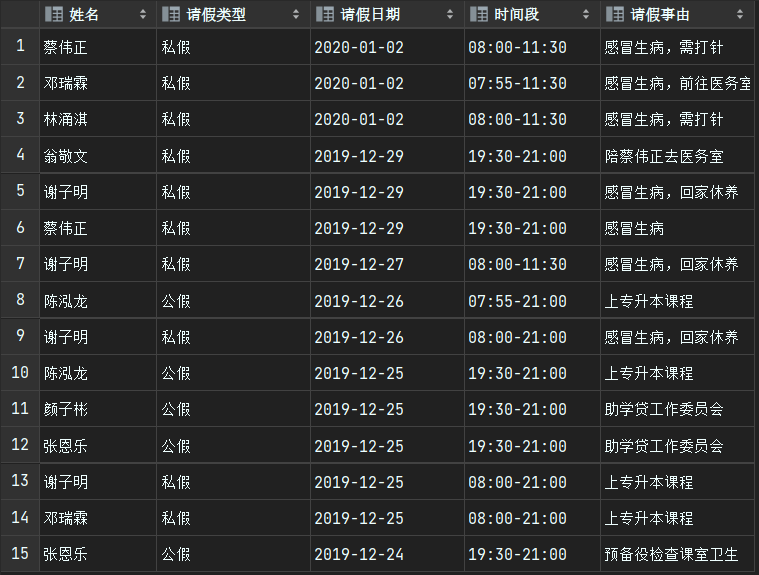 姓名 请假类型 请假日期 时间段 请假事由
1 蔡伟正 私假 2020-01-02 08:00-11:30 感冒生病，需打针
2 邓瑞霖 私假 2020-01-02 07:55-11:30 感冒生病，前往医务室
3 林涌淇 私假 2020-01-02 08:00-11:30 感冒生病，需打针
4 翁敬文 私假 2019-12-29 19:30-21:00 陪蔡伟正去医务室
5 谢子明 私假 2019-12-29 19:30-21:00 感冒生病，回家休养
6 蔡伟正 私假 2019-12-29 19:30-21:00 感冒生病
7 谢子明 私假 2019-12-27 08:00-11:30 感冒生病，回家休养
8 陈泓龙 公假 2019-12-26 07:55-21:00 上专升本课程
9 谢子明 私假 2019-12-26 08:00-21:00 感冒生病，回家休养
10 陈泓龙 公假 2019-12-25 19:30-21:00 上专升本课程
11 颜子彬 公假 2019-12-25 19:30-21:00 助学贷工作委员会
12 张恩乐 公假 2019-12-25 19:30-21:00 助学贷工作委员会
13 谢子明 私假 2019-12-25 08:00-21:00 上专升本课程
14 邓瑞霖 私假 2019-12-25 08:00-21:00 上专升本课程
15 张恩乐 公假 2019-12-24 19:30-21:00 预备役检查课室卫生